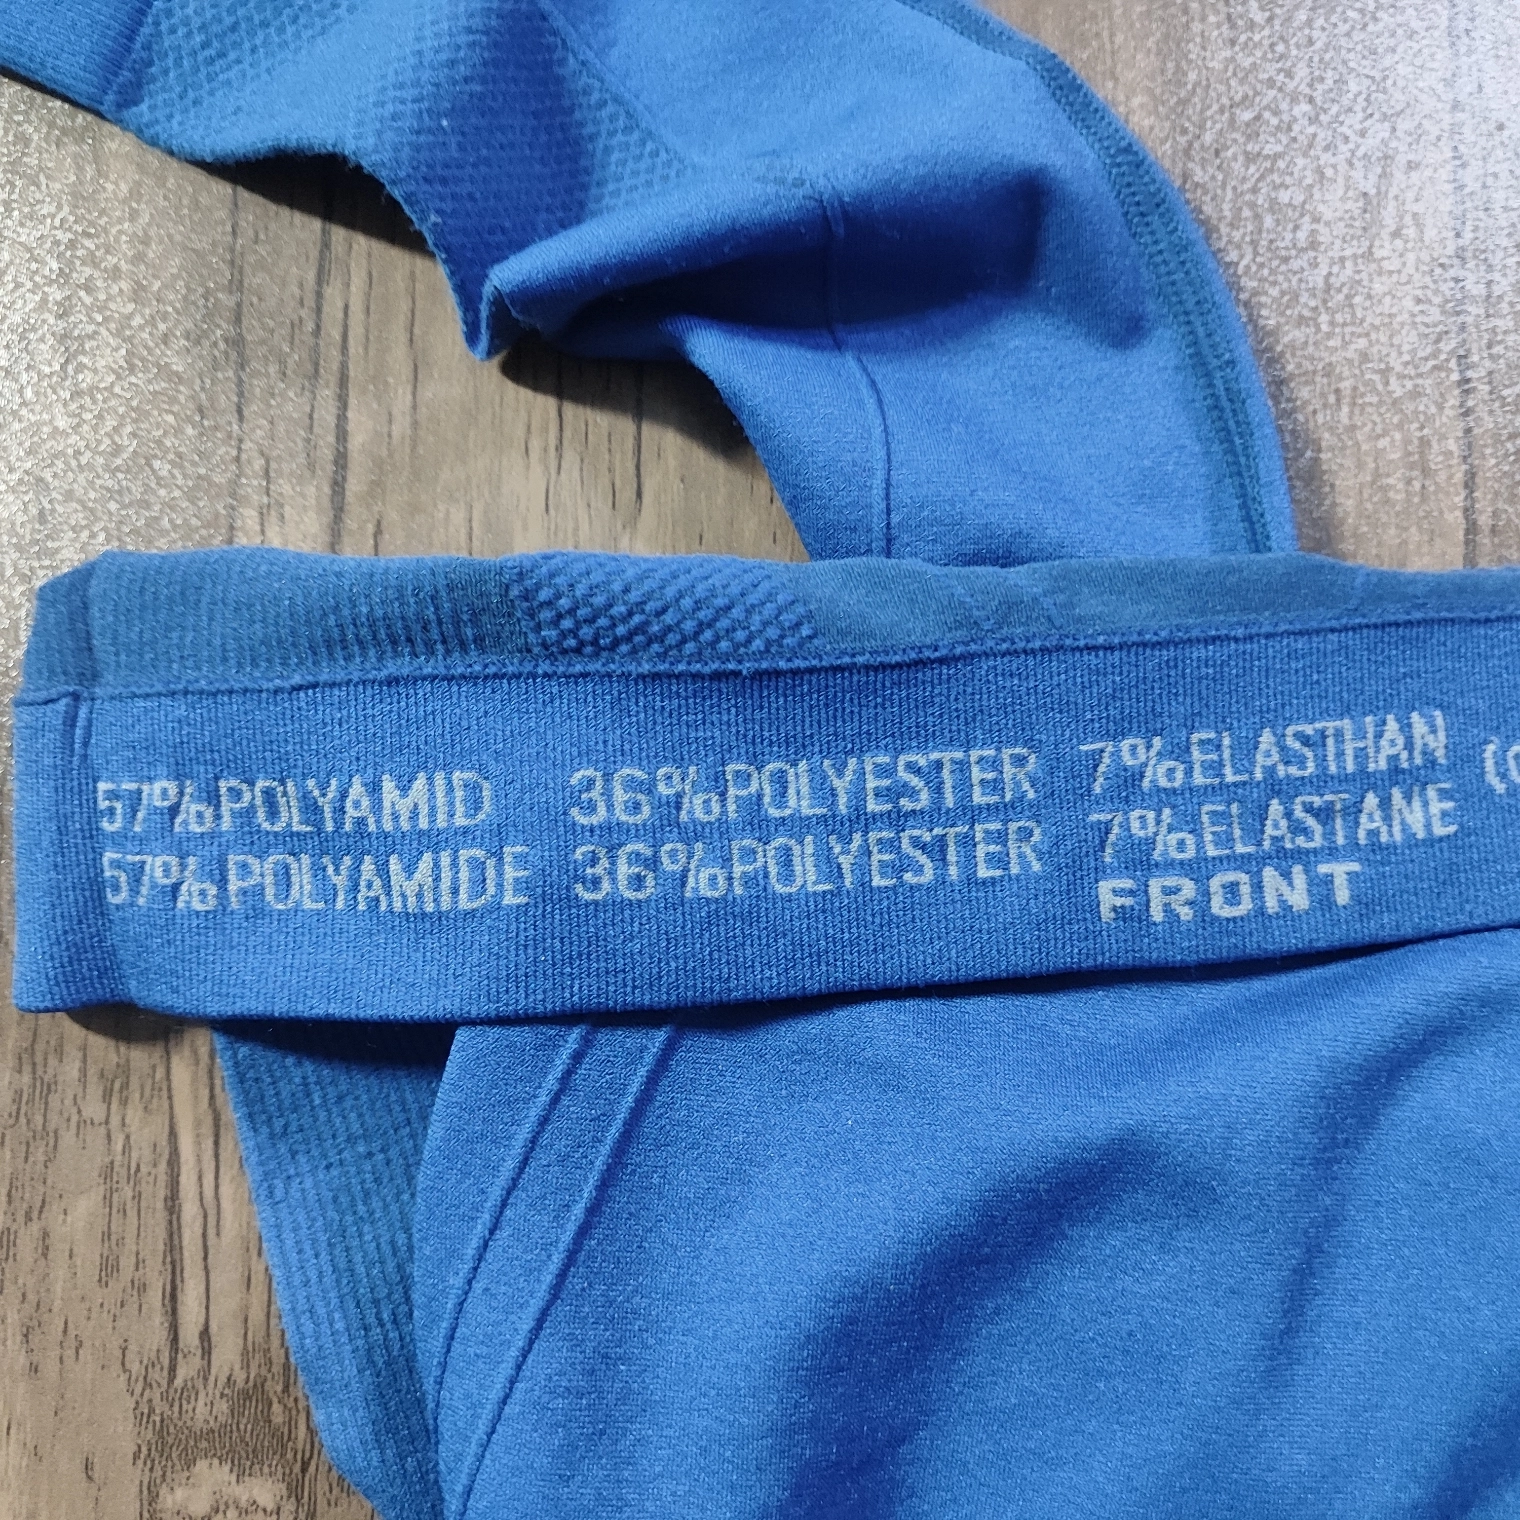 57%POLYAMID 36%POLYESTER 7%ELASTHAN
57%POLYAMIDE 36%POLYESTER 7%ELASTANE
FRONT